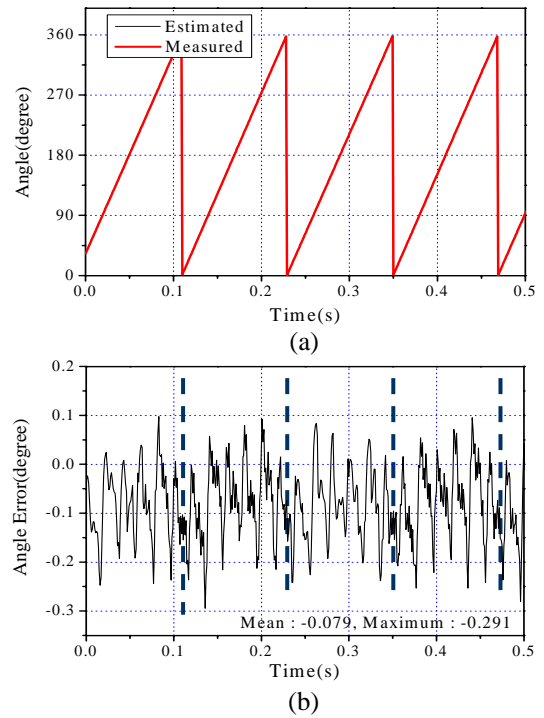 Estimated
Measured
360
270
180
90
0
Angle(degree)
0.0 0.1 0.2 0.3 0.4 0.5
Time(s)
(a)
0.2
0.1
0.0
-0.1
-0.2
-0.3
Angle Error(degree)
Mean : -0.079, Maximum : -0.291
0.0 0.1 0.2 0.3 0.4 0.5
Time(s)
(b)